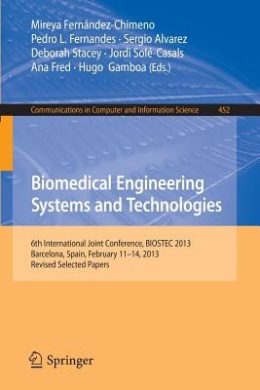 Mireya Fernández-Chimeno
Pedro L. Fernandes · Sergio Alvarez
Deborah Stacey · Jordi Solé-Casals
Ana Fred · Hugo Gamboa (Eds.)
Communications in Computer and Information Science 452
Biomedical Engineering
Systems and Technologies
6th International Joint Conference, BIOSTEC 2013
Barcelona, Spain, February 11–14, 2013
Revised Selected Papers
Springer